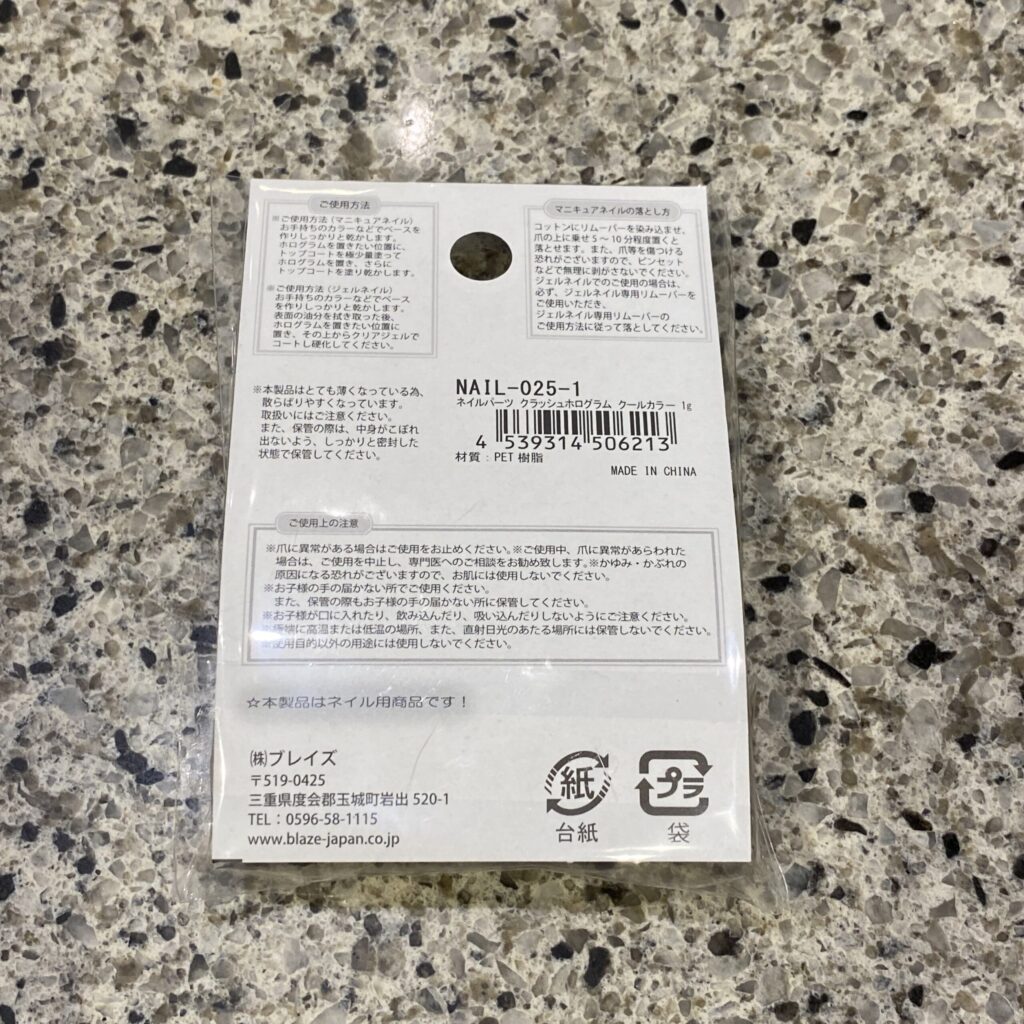 ご使用方法
※ご使用方法（マニキュアネイル）
お手持ちのカラーなどでベースを
作りしっかりと乾かします。
ホログラムを置きたい位置に、
トップコートを極少量塗って
ホログラムを置き、さらに
トップコートを塗り乾かします。
※ご使用方法（ジェルネイル）
お手持ちのカラーなどでベース
を作りしっかりと乾かします。
表面の油分を拭き取った後、
ホログラムを置きたい位置に
置き、その上からクリアジェルで
コートし硬化してください。
マニキュアネイルの落とし方
コットンにリムーバーを染み込ませ、
爪の上に乗せ5～10分程度置くと
落とせます。また、爪等を傷つける
恐れがございますので、ピンセット
などで無理に剥がさないでください。
ジェルネイルでのご使用の場合は、
必ず、ジェルネイル専用リムーバーを
ご使用いただき、
ジェルネイル専用リムーバーの
ご使用方法に従って落としてください。
※本製品はとても薄くなっている為、
散らばりやすくなっています。
取扱いにはご注意ください。
また、保管の際は、中身がこぼれ
出ないよう、しっかりと密封した
状態で保管してください。
NAIL-025-1
ネイルパーツ クラッシュホログラム クールカラー 1g
4 539314 506213
材質：PET樹脂
MADE IN CHINA
ご使用上の注意
※爪に異常がある場合はご使用をお止めください。※ご使用中、爪に異常があらわれた
場合は、ご使用を中止し、専門医へのご相談をお勧め致します。※かゆみ・かぶれの
原因になる恐れがございますので、お肌には使用しないでください。
※お子様の手の届かない所でご使用ください。
また、保管の際もお子様の手の届かない所に保管してください。
※お子様が口に入れたり、飲み込んだり、吸い込んだりしないようにご注意ください。
※極端に高温または低温の場所、また、直射日光のあたる場所には保管しないでください。
※使用目的以外の用途には使用しないでください。
☆本製品はネイル用商品です！
㈱ブレイズ
〒519-0425
三重県度会郡玉城町岩出 520-1
TEL：0596-58-1115
www.blaze-japan.co.jp
紙
台紙
プラ
袋